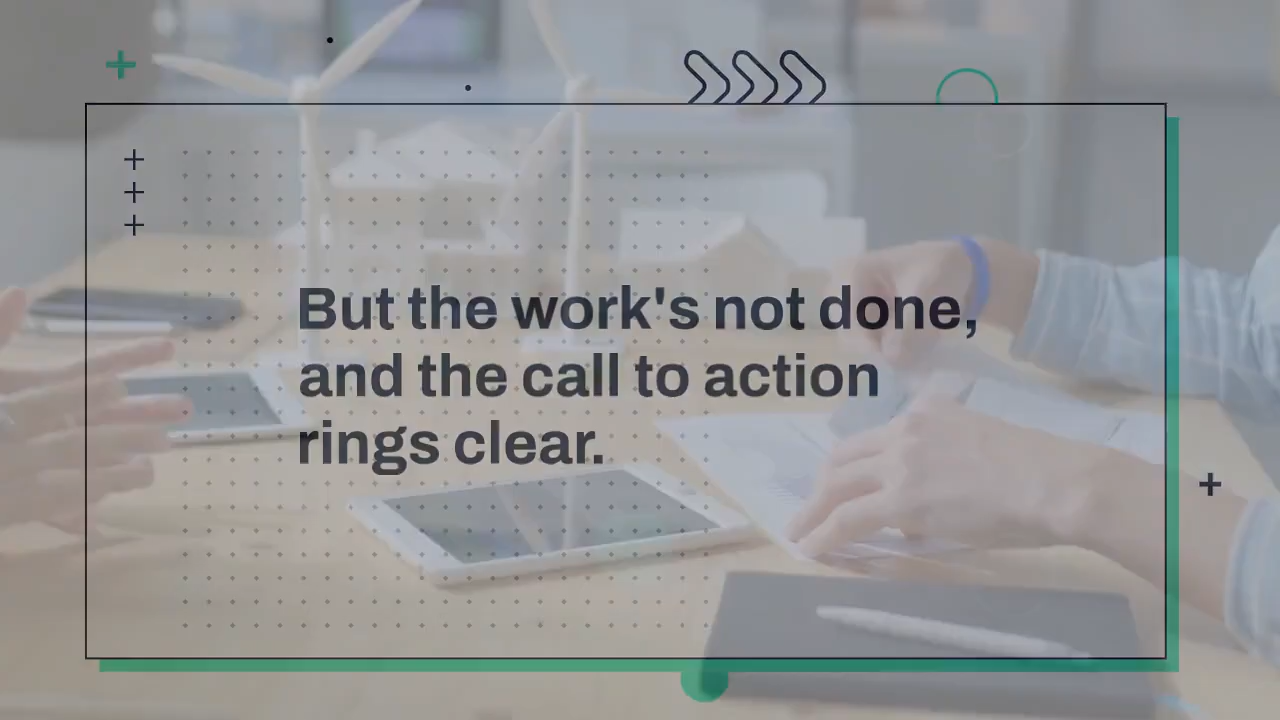 But the work's not done,
and the call to action
rings clear.